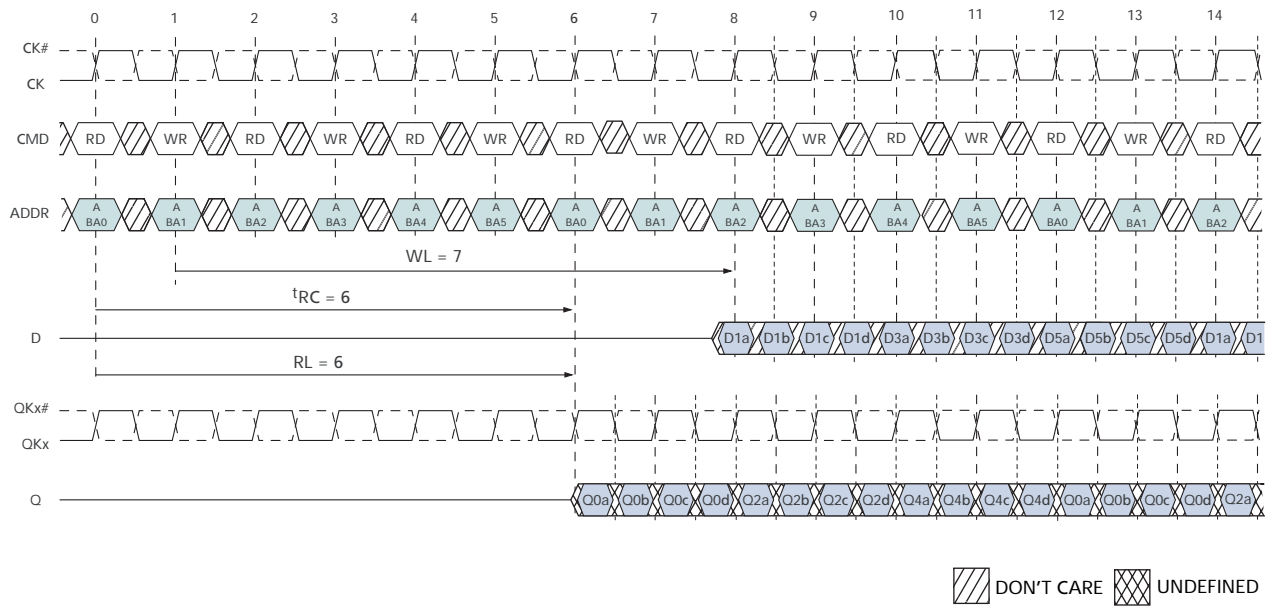 0 1 2 3 4 5 6 7 8 9 10 11 12 13 14
CK#
CK
CMD RD WR RD WR RD WR RD WR RD WR RD WR RD WR RD
ADDR A BA0 A BA1 A BA2 A BA3 A BA4 A BA5 A BA0 A BA1 A BA2 A BA3 A BA4 A BA5 A BA0 A BA1 A BA2
WL = 7
tRC = 6
D D1a D1b D1c D1d D3a D3b D3c D3d D5a D5b D5c D5d D1a D1
RL = 6
QKx#
QKx
Q Q0a Q0b Q0c Q0d Q2a Q2b Q2c Q2d Q4a Q4b Q4c Q4d Q0a Q0b Q0c Q0d Q2a
DON'T CARE UNDEFINED